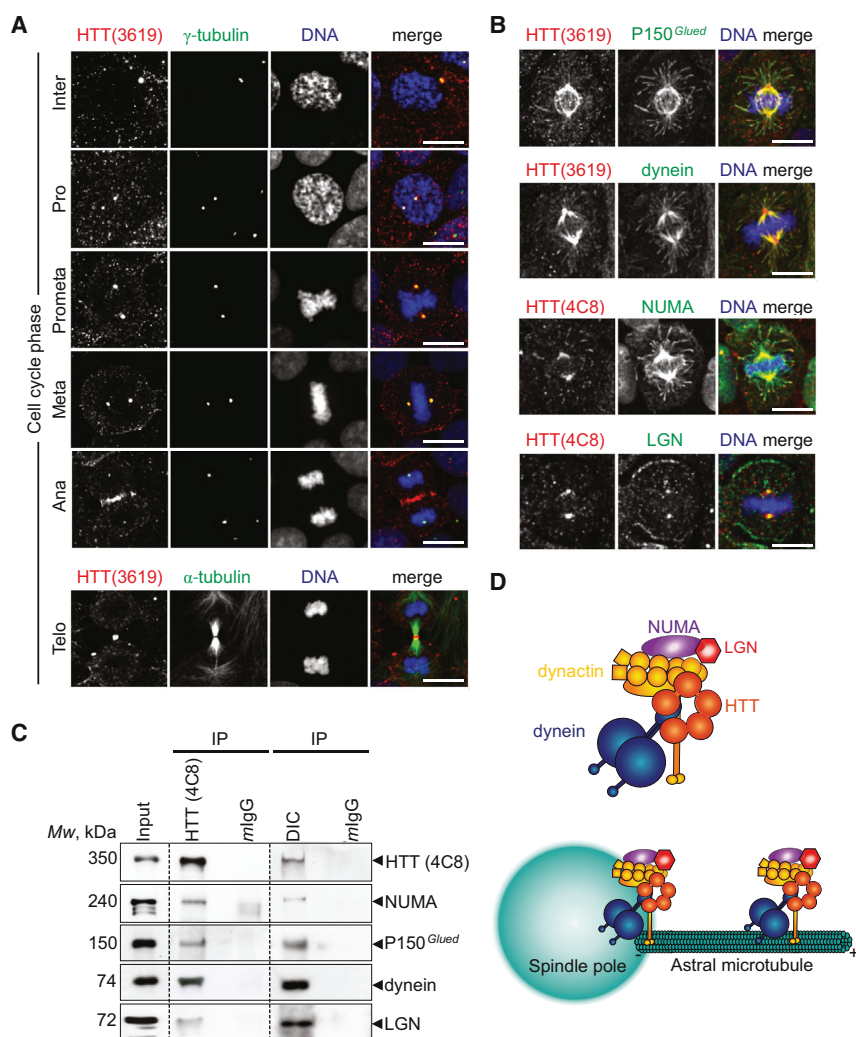 A
HTT(3619) γ-tubulin DNA merge
Cell cycle phase
Inter
Pro
Prometa
Meta
Ana
HTT(3619) α-tubulin DNA merge
Telo
B
HTT(3619) P150Glued DNA merge
HTT(3619) dynein DNA merge
HTT(4C8) NUMA DNA merge
HTT(4C8) LGN DNA merge
C
IP IP
Mw, kDa Input HTT (4C8) mIgG DIC mIgG
350 HTT (4C8)
240 NUMA
150 P150Glued
74 dynein
72 LGN
D
NUMA
LGN
dynactin
HTT
dynein
Spindle pole - Astral microtubule +